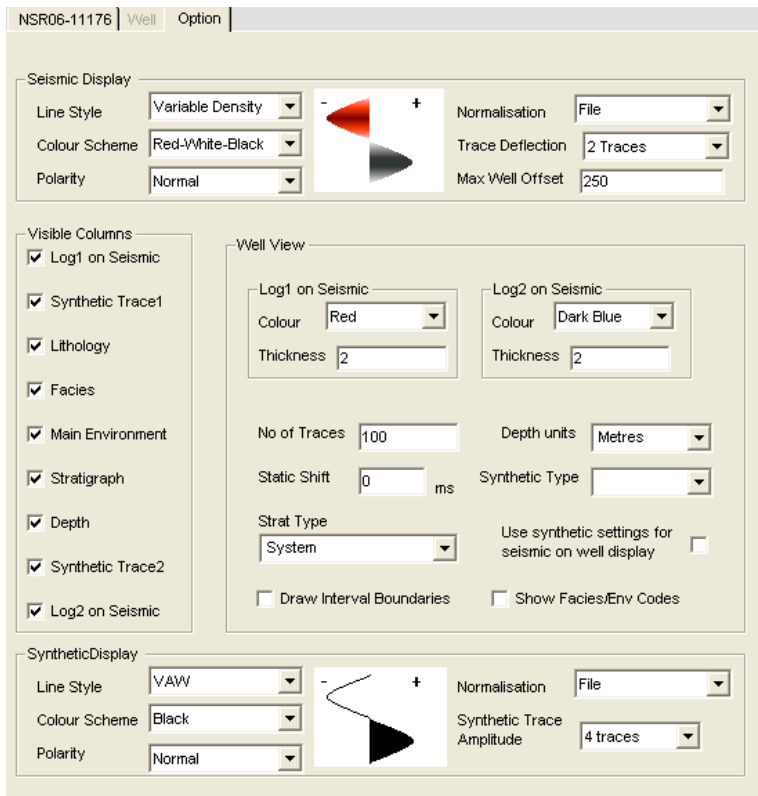 NSR06-11176 Well Option
Seismic Display
Line Style Variable Density - + Normalisation File
Colour Scheme Red-White-Black Trace Deflection 2 Traces
Polarity Normal Max Well Offset 250
Visible Columns
Log1 on Seismic
Synthetic Trace1
Lithology
Facies
Main Environment
Stratigraph
Depth
Synthetic Trace2
Log2 on Seismic
Well View
Log1 on Seismic
Colour Red
Thickness 2
Log2 on Seismic
Colour Dark Blue
Thickness 2
No of Traces 100 Depth units Metres
Static Shift 0 ms Synthetic Type
Strat Type
System
Use synthetic settings for
seismic on well display
Draw Interval Boundaries Show Facies/Env Codes
SyntheticDisplay
Line Style VAW - + Normalisation File
Colour Scheme Black Synthetic Trace
Amplitude 4 traces
Polarity Normal